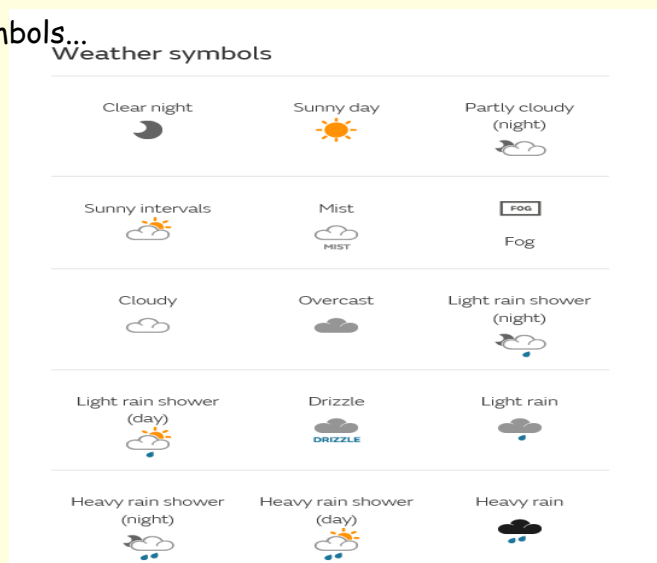 Weather symbols
Clear night
Sunny day
Partly cloudy
(night)
Sunny intervals
Mist
MIST
FOG
Fog
Cloudy
Overcast
Light rain shower
(night)
Light rain shower
(day)
Drizzle
DRIZZLE
Light rain
Heavy rain shower
(night)
Heavy rain shower
(day)
Heavy rain